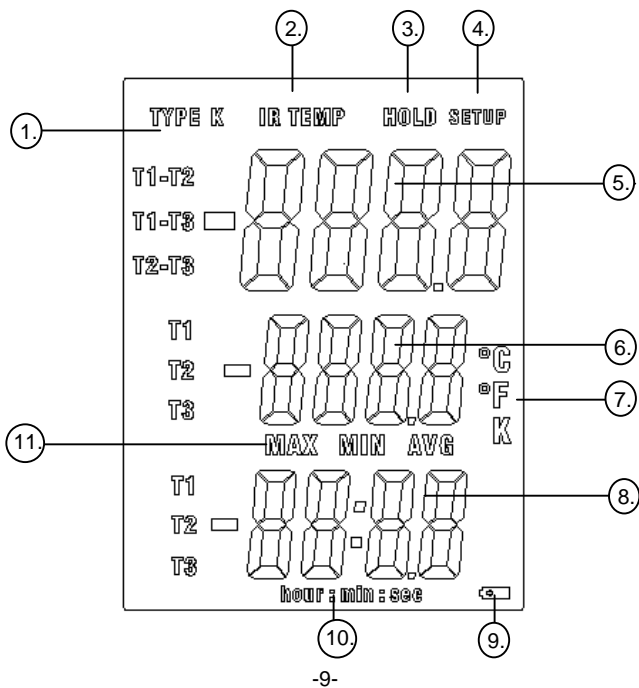 2. 3. 4.
1. TYPE K IR TEMP HOLD SETUP
T1-T2 5.
T1-T3
T2-T3
T1 6.
T2 °C
°F 7.
T3 K
11. MAX MIN AVG
T1 8.
T2
T3
hour : min : sec
10. 9.
-9-